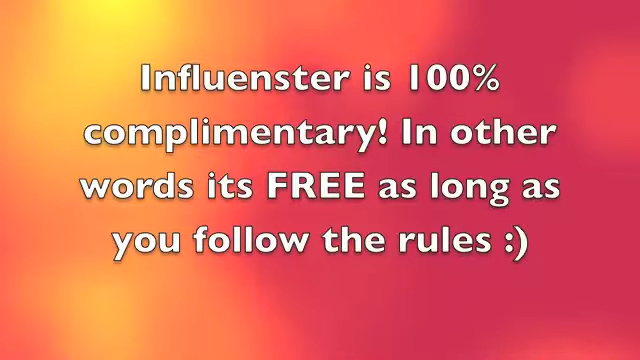 Influenster is 100%
complimentary! In other
words its FREE as long as
you follow the rules :)